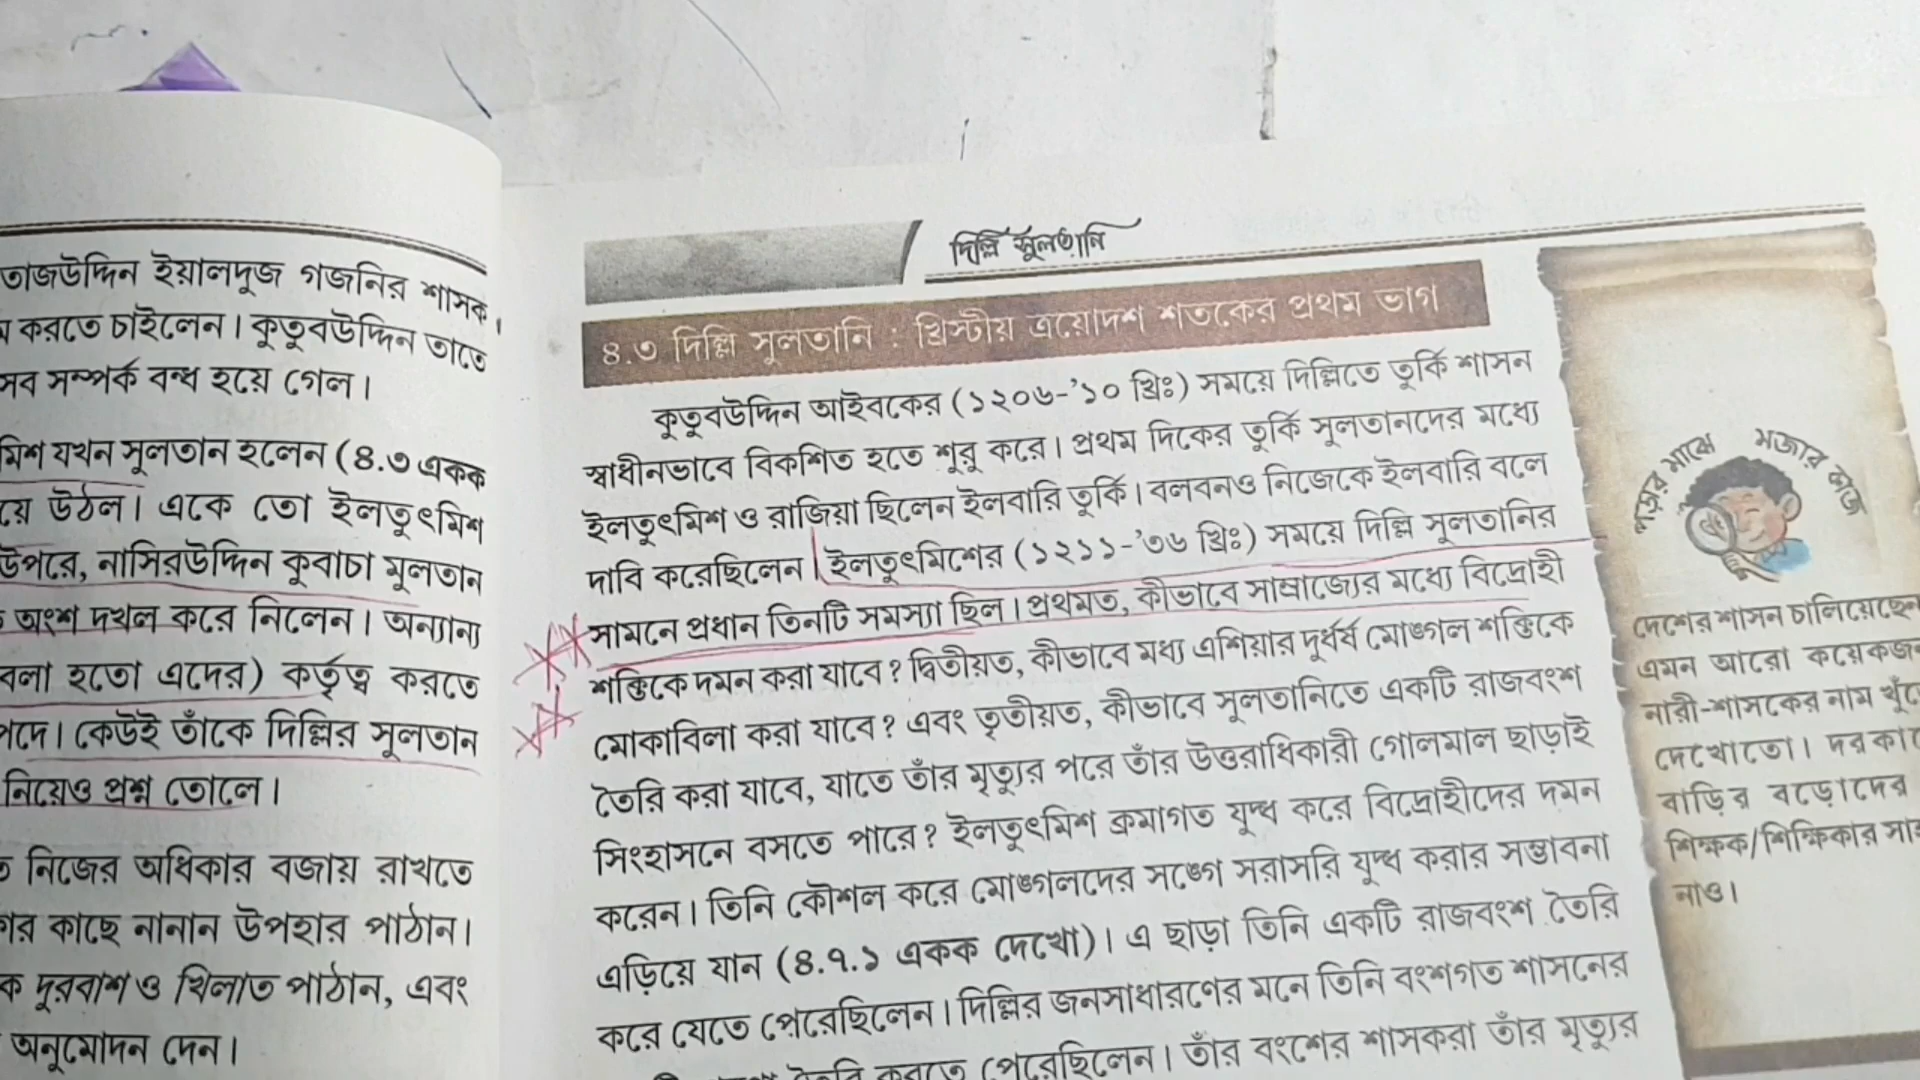 তাজউদ্দিন ইয়ালদুজ গজনির শাসক।
করতে চাইলেন। কুতুবউদ্দিন তাতে
সব সম্পর্ক বন্ধ হয়ে গেল।
মিশ যখন সুলতান হলেন (৪.৩ একক
য়ে উঠল। একে তো ইলতুৎমিশ
উপরে, নাসিরউদ্দিন কুবাচা মুলতান
অংশ দখল করে নিলেন। অন্যান্য
বলা হতো এদের) কর্তৃত্ব করতে
পদে। কেউই তাঁকে দিল্লির সুলতান
নিয়েও প্রশ্ন তোলে।
নিজের অধিকার বজায় রাখতে
কাছে নানান উপহার পাঠান।
ক দুরবাশ ও খিলাত পাঠান, এবং
অনুমোদন দেন।
দিল্লি সুলতানি
৪.৩ দিল্লি সুলতানি : খ্রিস্টীয় ত্রয়োদশ শতকের প্রথম ভাগ
কুতুবউদ্দিন আইবকের (১২০৬-'১০ খ্রিঃ) সময়ে দিল্লিতে তুর্কি শাসন
স্বাধীনভাবে বিকশিত হতে শুরু করে। প্রথম দিকের তুর্কি সুলতানদের মধ্যে
ইলতুৎমিশ ও রাজিয়া ছিলেন ইলবারি তুর্কি। বলবনও নিজেকে ইলবারি বলে
দাবি করেছিলেন। ইলতুৎমিশের (১২১১-'৩৬ খ্রিঃ) সময়ে দিল্লি সুলতানির
সামনে প্রধান তিনটি সমস্যা ছিল। প্রথমত, কীভাবে সাম্রাজ্যের মধ্যে বিদ্রোহী
শক্তিকে দমন করা যাবে? দ্বিতীয়ত, কীভাবে মধ্য এশিয়ার দুর্ধর্ষ মোঙ্গল শক্তিকে
মোকাবিলা করা যাবে? এবং তৃতীয়ত, কীভাবে সুলতানিতে একটি রাজবংশ
তৈরি করা যাবে, যাতে তাঁর মৃত্যুর পরে তাঁর উত্তরাধিকারী গোলমাল ছাড়াই
সিংহাসনে বসতে পারে? ইলতুৎমিশ ক্রমাগত যুদ্ধ করে বিদ্রোহীদের দমন
করেন। তিনি কৌশল করে মোঙ্গলদের সঙ্গে সরাসরি যুদ্ধ করার সম্ভাবনা
এড়িয়ে যান (৪.৭.১ একক দেখো)। এ ছাড়া তিনি একটি রাজবংশ তৈরি
করে যেতে পেরেছিলেন। দিল্লির জনসাধারণের মনে তিনি বংশগত শাসনের
তৈরি করতে পেরেছিলেন। তাঁর বংশের শাসকরা তাঁর মৃত্যুর
পড়ার মাঝে মজার কাজ
দেশের শাসন চালিয়েছেন
এমন আরো কয়েকজন
নারী-শাসকের নাম খুঁজে
দেখোতো। দরকারে
বাড়ির বড়োদের
শিক্ষক/শিক্ষিকার
নাও।